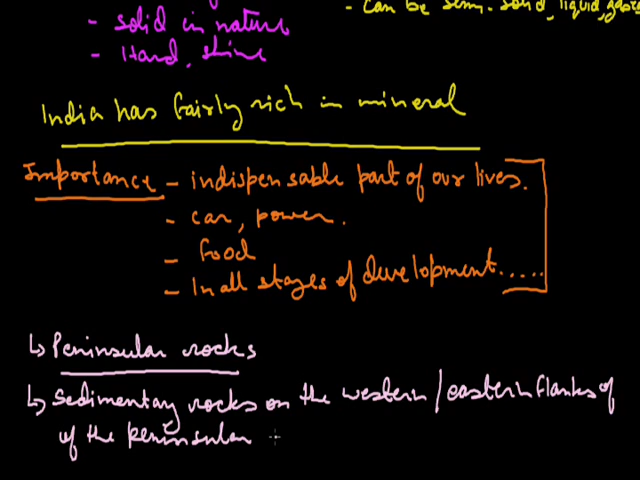 - solid in nature
- Can be semi-solid, liquid,
- Hard, shine
India has fairly rich in mineral
Importance - indispensable part of our lives.
- car, power.
- food
- In all stages of development.....
↳ Peninsular rocks
↳ Sedimentary rocks on the western/eastern flanks of
of the peninsular